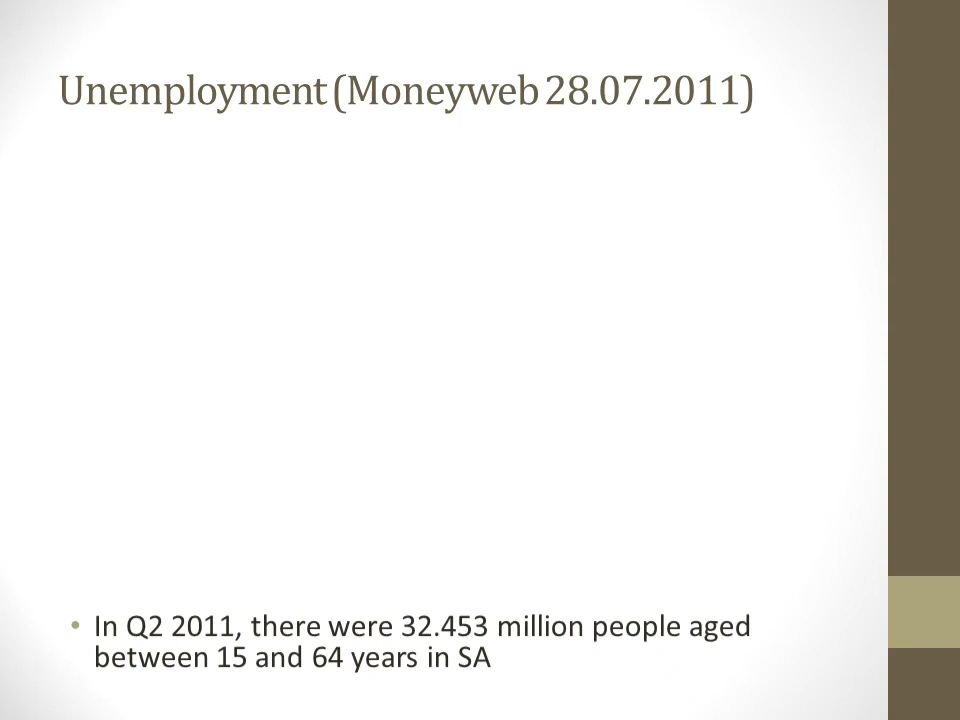 Unemployment (Moneyweb 28.07.2011)
• In Q2 2011, there were 32.453 million people aged
between 15 and 64 years in SA